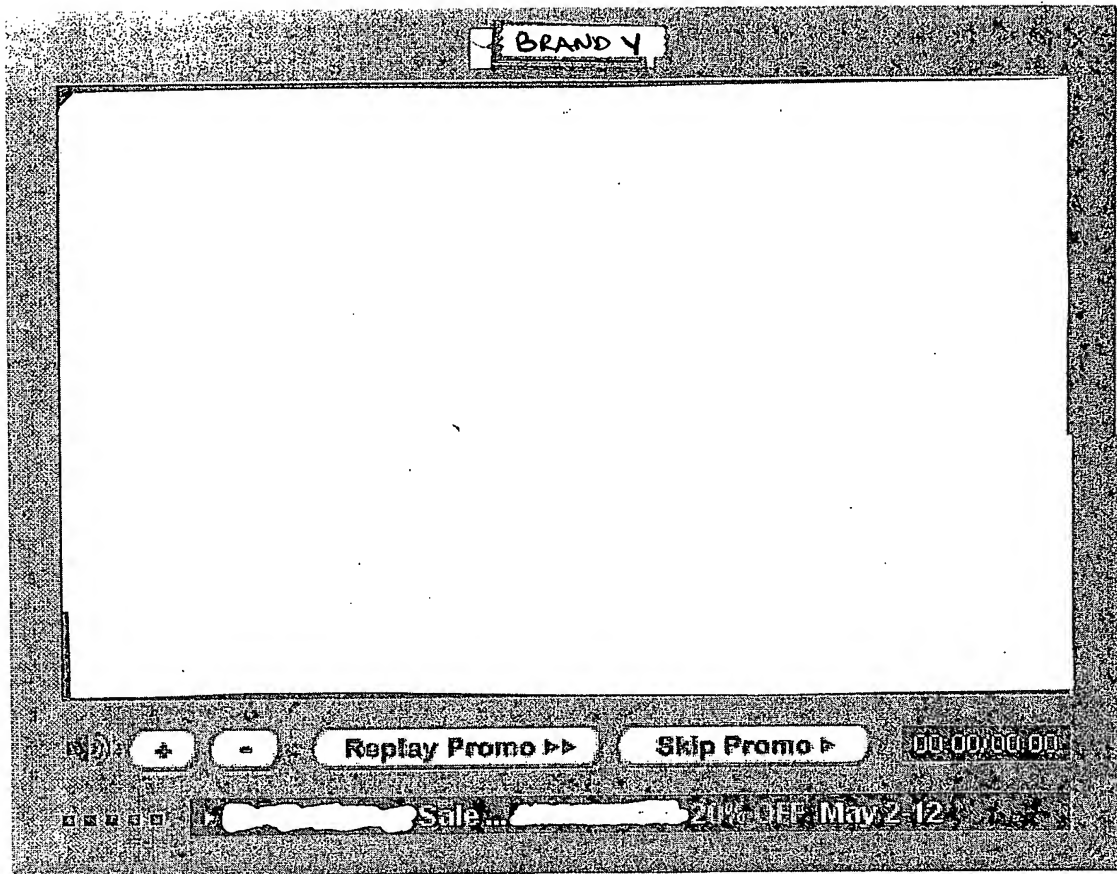 BRAND Y
+ - Replay Promo ▷▷ Skip Promo ▷ 00:00/00:00
Sale... 20% OFF May 2-12